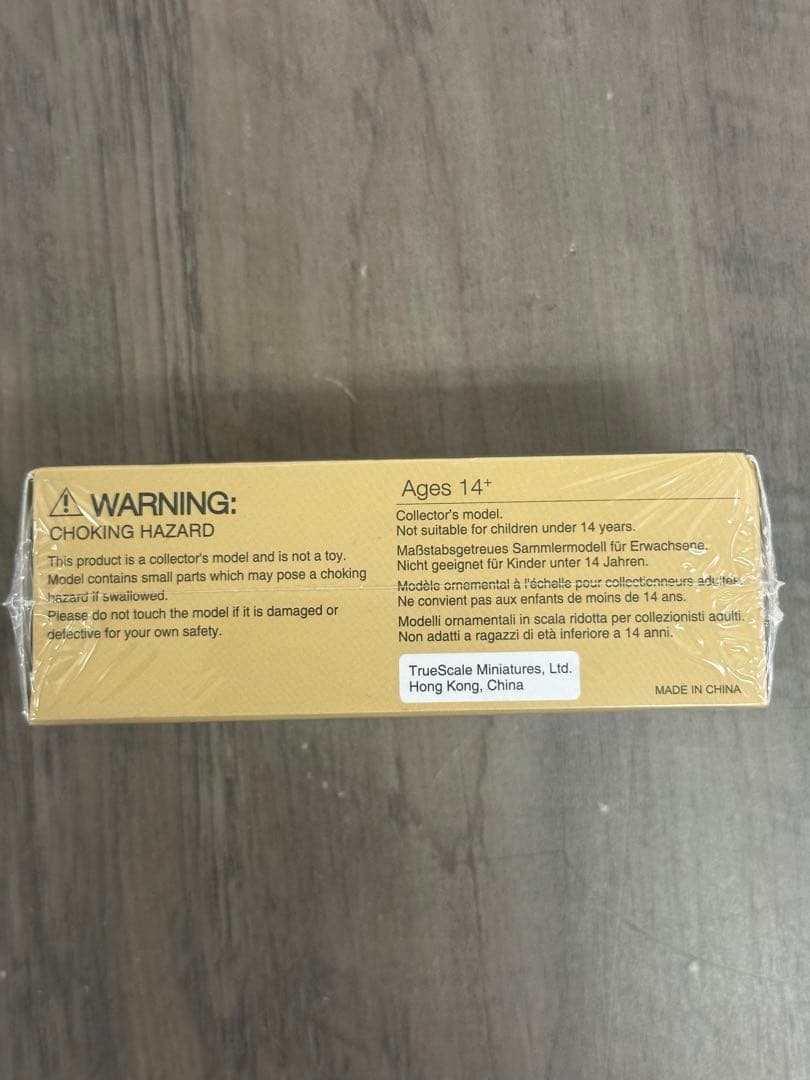 WARNING:
CHOKING HAZARD
This product is a collector's model and is not a toy.
Model contains small parts which may pose a choking
hazard if swallowed.
Please do not touch the model if it is damaged or
defective for your own safety.
Ages 14+
Collector's model.
Not suitable for children under 14 years.
Maßstabsgetreues Sammlermodell für Erwachsene.
Nicht geeignet für Kinder unter 14 Jahren.
Modèle ornemental à l'échelle pour collectionneurs adultes.
Ne convient pas aux enfants de moins de 14 ans.
Modelli ornamentali in scala ridotta per collezionisti adulti.
Non adatti a ragazzi di età inferiore a 14 anni.
TrueScale Miniatures, Ltd.
Hong Kong, China
MADE IN CHINA